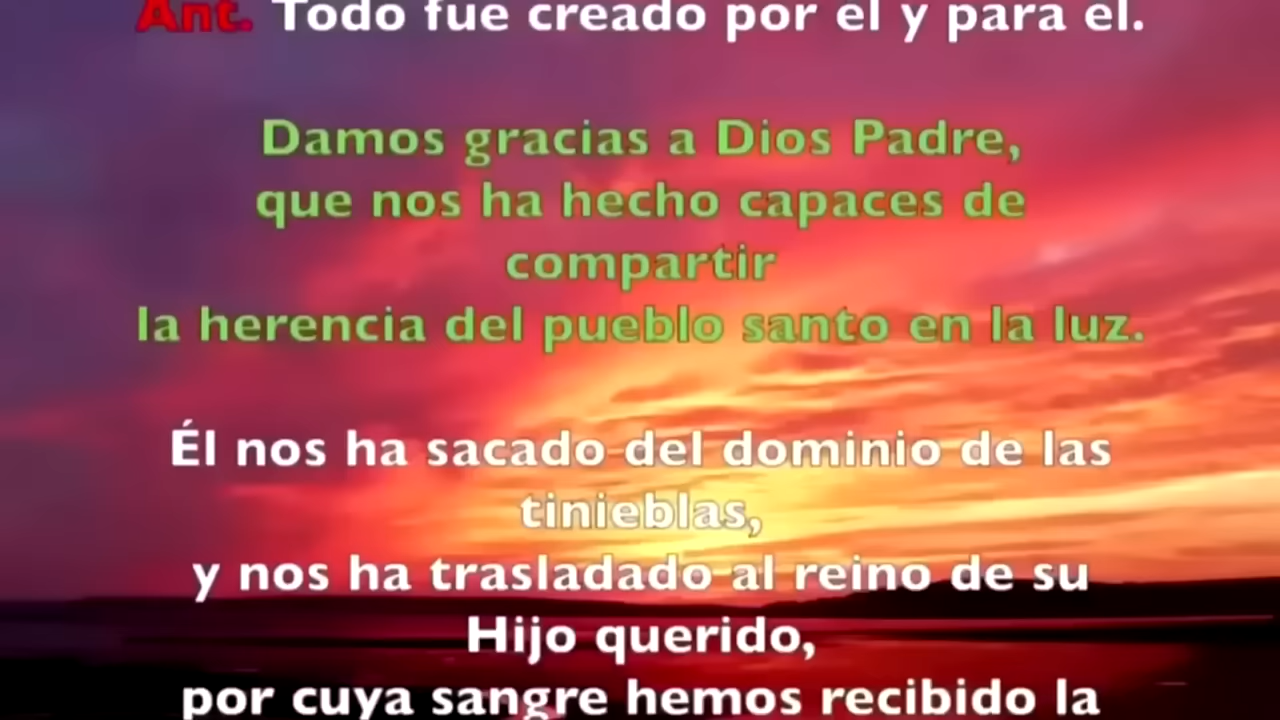 Ant. Todo fue creado por él y para él.
Damos gracias a Dios Padre,
que nos ha hecho capaces de
compartir
la herencia del pueblo santo en la luz.
Él nos ha sacado del dominio de las
tinieblas,
y nos ha trasladado al reino de su
Hijo querido,
por cuya sangre hemos recibido la